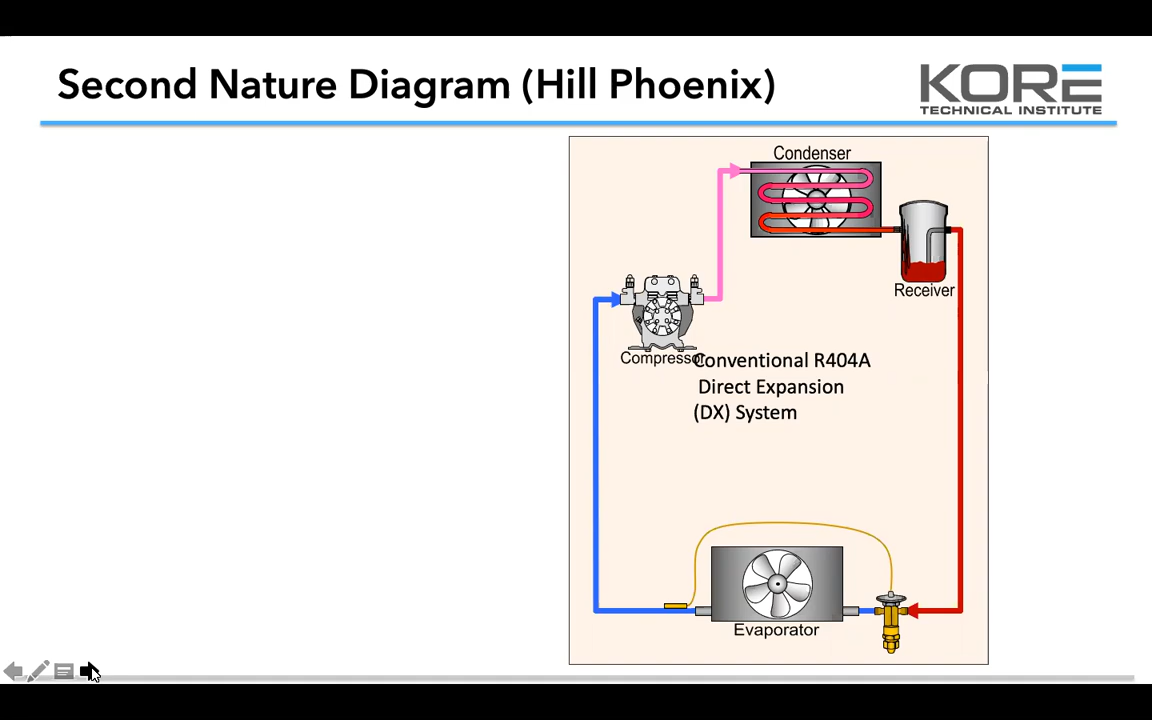 Second Nature Diagram (Hill Phoenix)
KORE
TECHNICAL INSTITUTE
Condenser
Receiver
Compressor
Conventional R404A
Direct Expansion
(DX) System
Evaporator